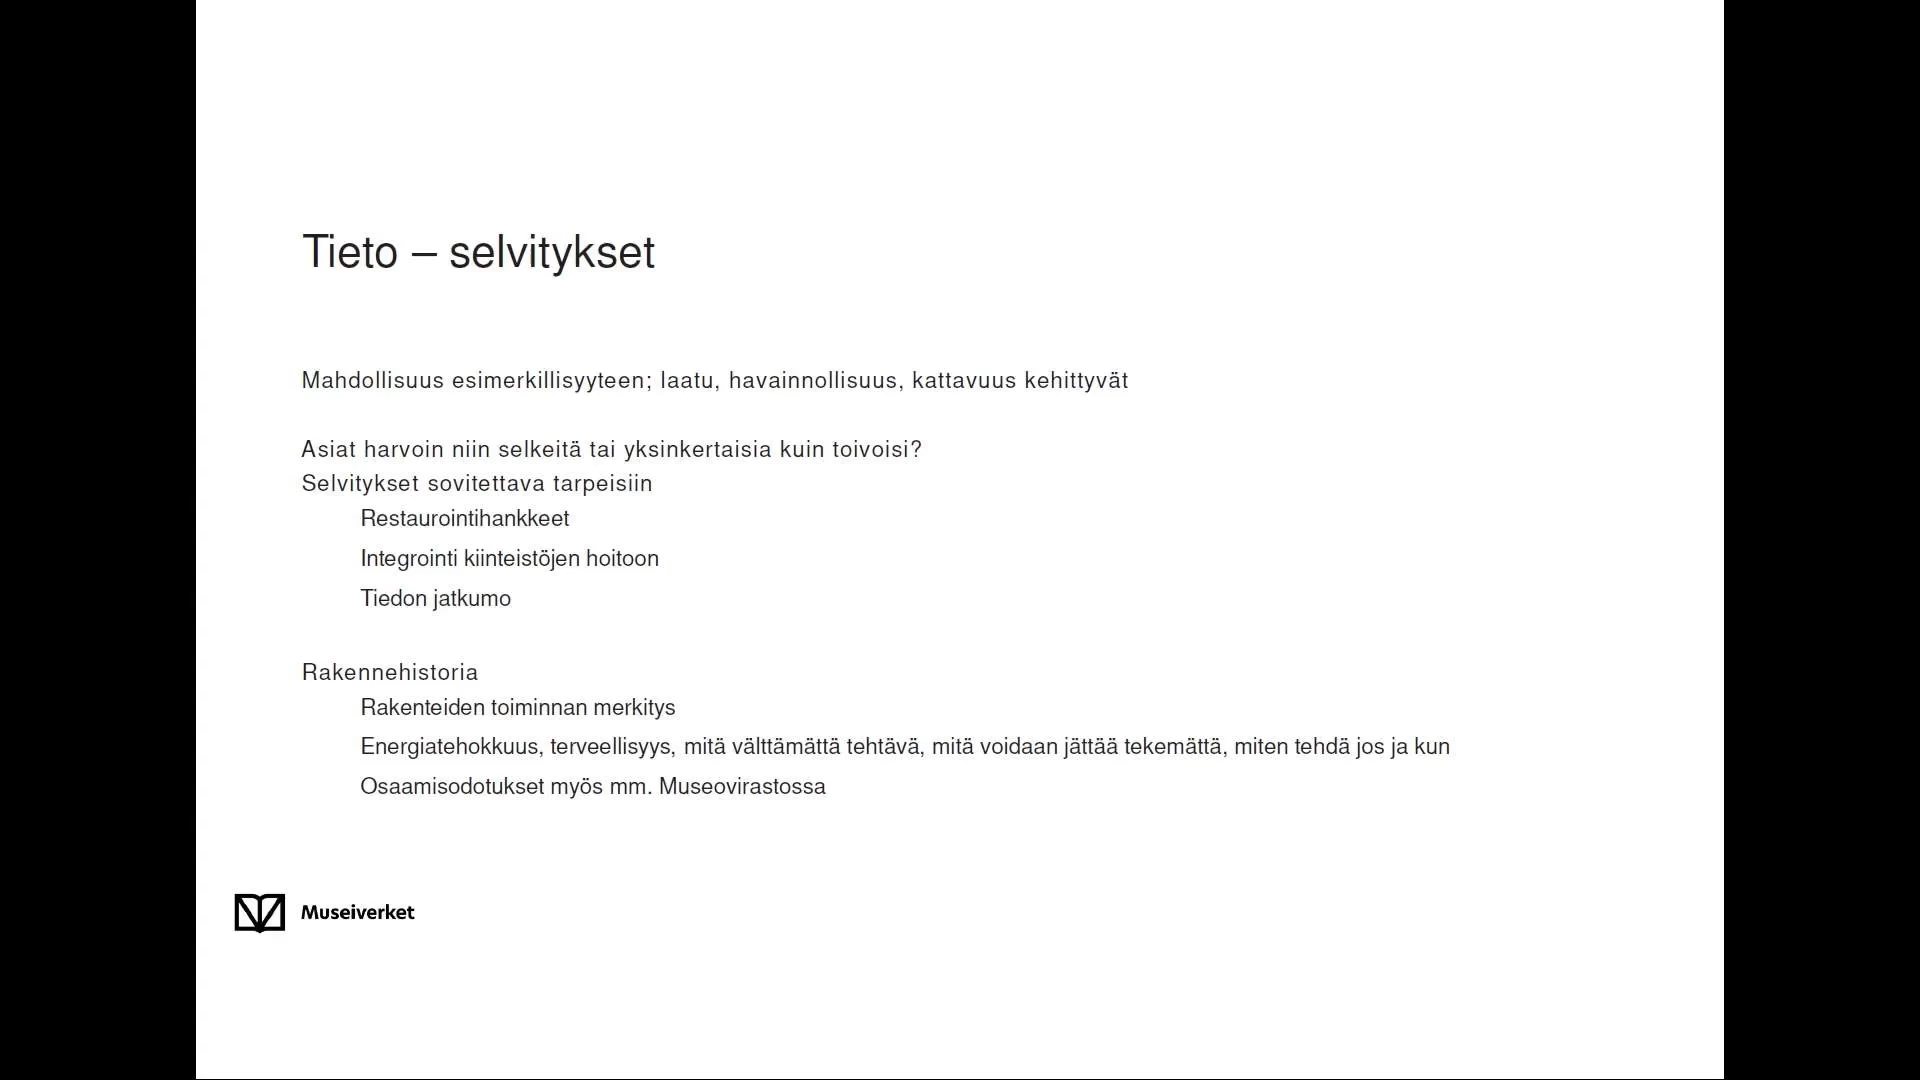 Tieto – selvitykset
Mahdollisuus esimerkillisyyteen; laatu, havainnollisuus, kattavuus kehittyvät
Asiat harvoin niin selkeitä tai yksinkertaisia kuin toivoisi?
Selvitykset sovitettava tarpeisiin
Restaurointihankkeet
Integrointi kiinteistöjen hoitoon
Tiedon jatkumo
Rakennehistoria
Rakenteiden toiminnan merkitys
Energiatehokkuus, terveellisyys, mitä välttämättä tehtävä, mitä voidaan jättää tekemättä, miten tehdä jos ja kun
Osaamisodotukset myös mm. Museovirastossa
Museiverket